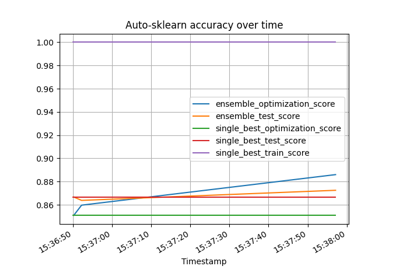 Auto-sklearn accuracy over time
1.00
0.98
0.96
0.94
0.92
0.90
0.88
0.86
ensemble_optimization_score
ensemble_test_score
single_best_optimization_score
single_best_test_score
single_best_train_score
15:36:50
15:37:00
15:37:10
15:37:20
15:37:30
15:37:40
15:37:50
15:38:00
Timestamp